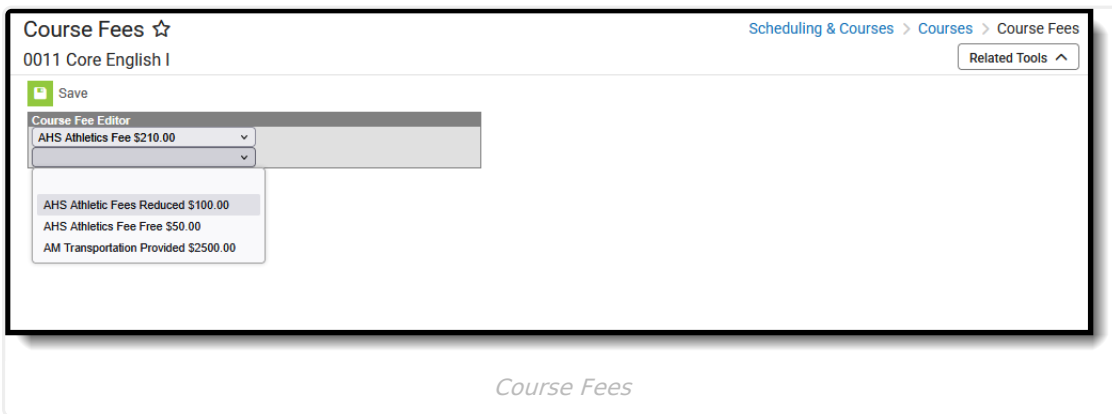 Course Fees
Scheduling & Courses > Courses > Course Fees
0011 Core English I
Related Tools
Save
Course Fee Editor
AHS Athletics Fee $210.00
AHS Athletic Fees Reduced $100.00
AHS Athletics Fee Free $50.00
AM Transportation Provided $2500.00
Course Fees